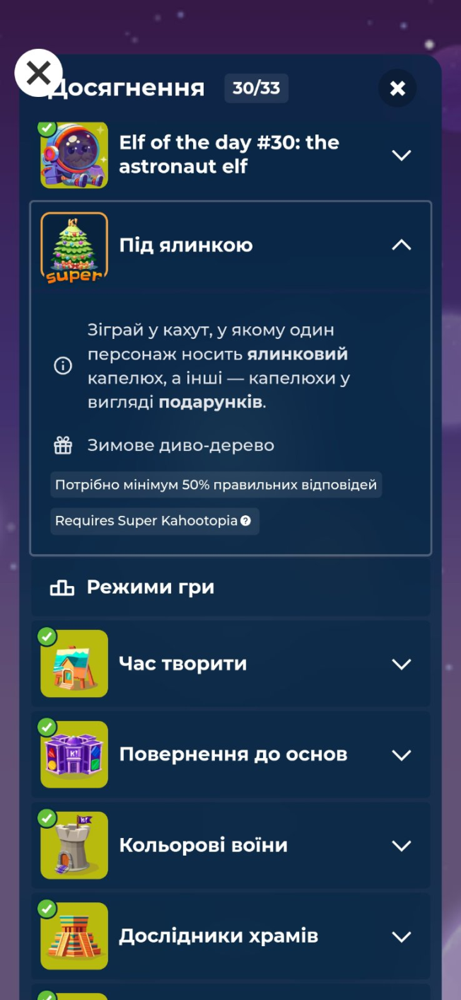 Досягнення 30/33
Elf of the day #30: the
astronaut elf
K!
super
Під ялинкою
Зіграй у кахут, у якому один
персонаж носить ялинковий
капелюх, а інші — капелюхи у
вигляді подарунків.
Зимове диво-дерево
Потрібно мінімум 50% правильних відповідей
Requires Super Kahootopia ?
Режими гри
Час творити
K!
Повернення до основ
K!
Кольорові воїни
Дослідники храмів